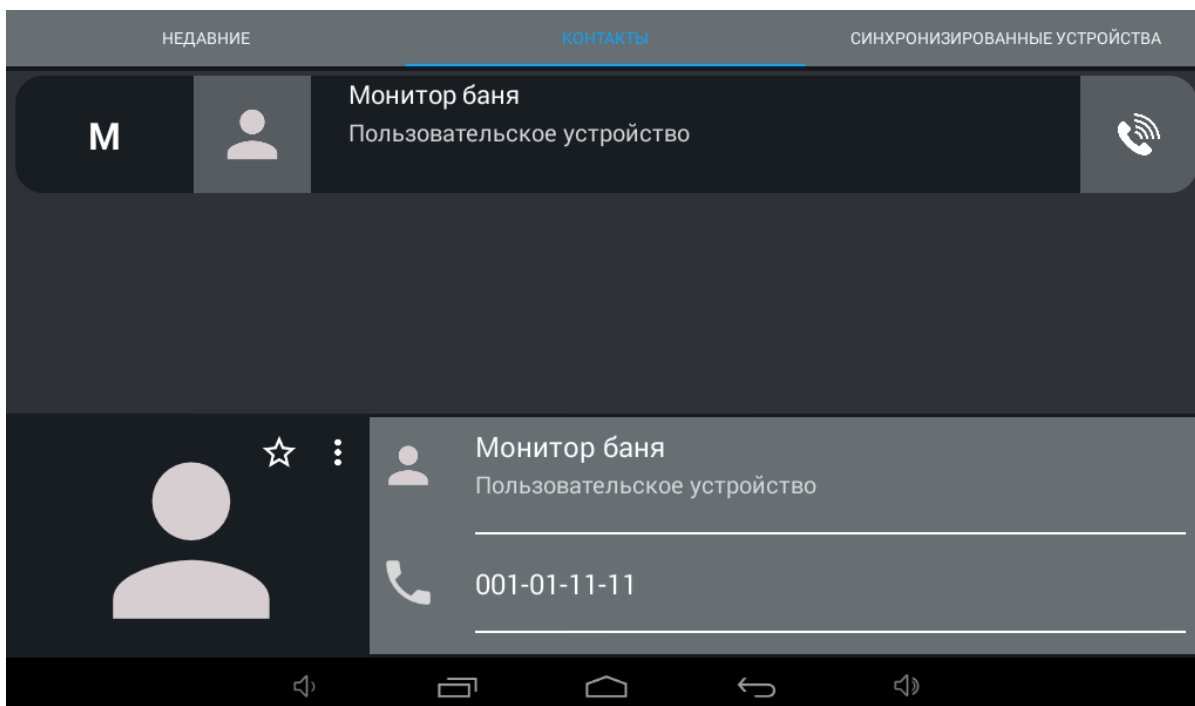 НЕДАВНИЕ КОНТАКТЫ СИНХРОНИЗИРОВАННЫЕ УСТРОЙСТВА
Монитор баня
М
Пользовательское устройство
Монитор баня
Пользовательское устройство
001-01-11-11